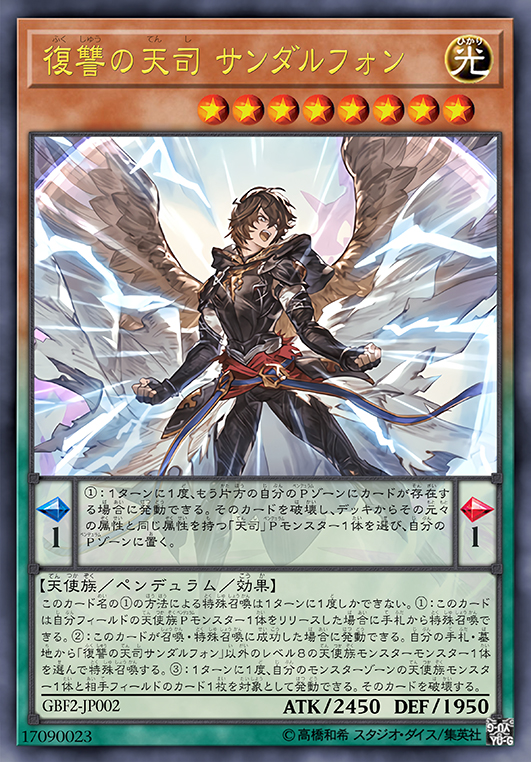 復讐の天司 サンダルフォン
光
①：1ターンに1度、もう片方の自分のPゾーンにカードが存在す
る場合に発動できる。そのカードを破壊し、デッキからその元々
の属性と同じ属性を持つ「天司」Pモンスター1体を選び、自分の
Pゾーンに置く。
1 1
【天使族／ペンデュラム／効果】
このカード名の①の方法による特殊召喚は1ターンに1度しかできない。①：このカード
は自分フィールドの天使族Pモンスター1体をリリースした場合に手札から特殊召喚
できる。②：このカードが召喚・特殊召喚に成功した場合に発動できる。自分の手札・墓
地から「復讐の天司サンダルフォン」以外のレベル8の天使族モンスターモンスター1体
を選んで特殊召喚する。③：1ターンに1度、自分のモンスターゾーンの天使族モンスタ
ー1体と相手フィールドのカード1枚を対象として発動できる。そのカードを破壊する。
GBF2-JP002 ATK/2450 DEF/1950
17090023 ©高橋和希 スタジオ・ダイス/集英社